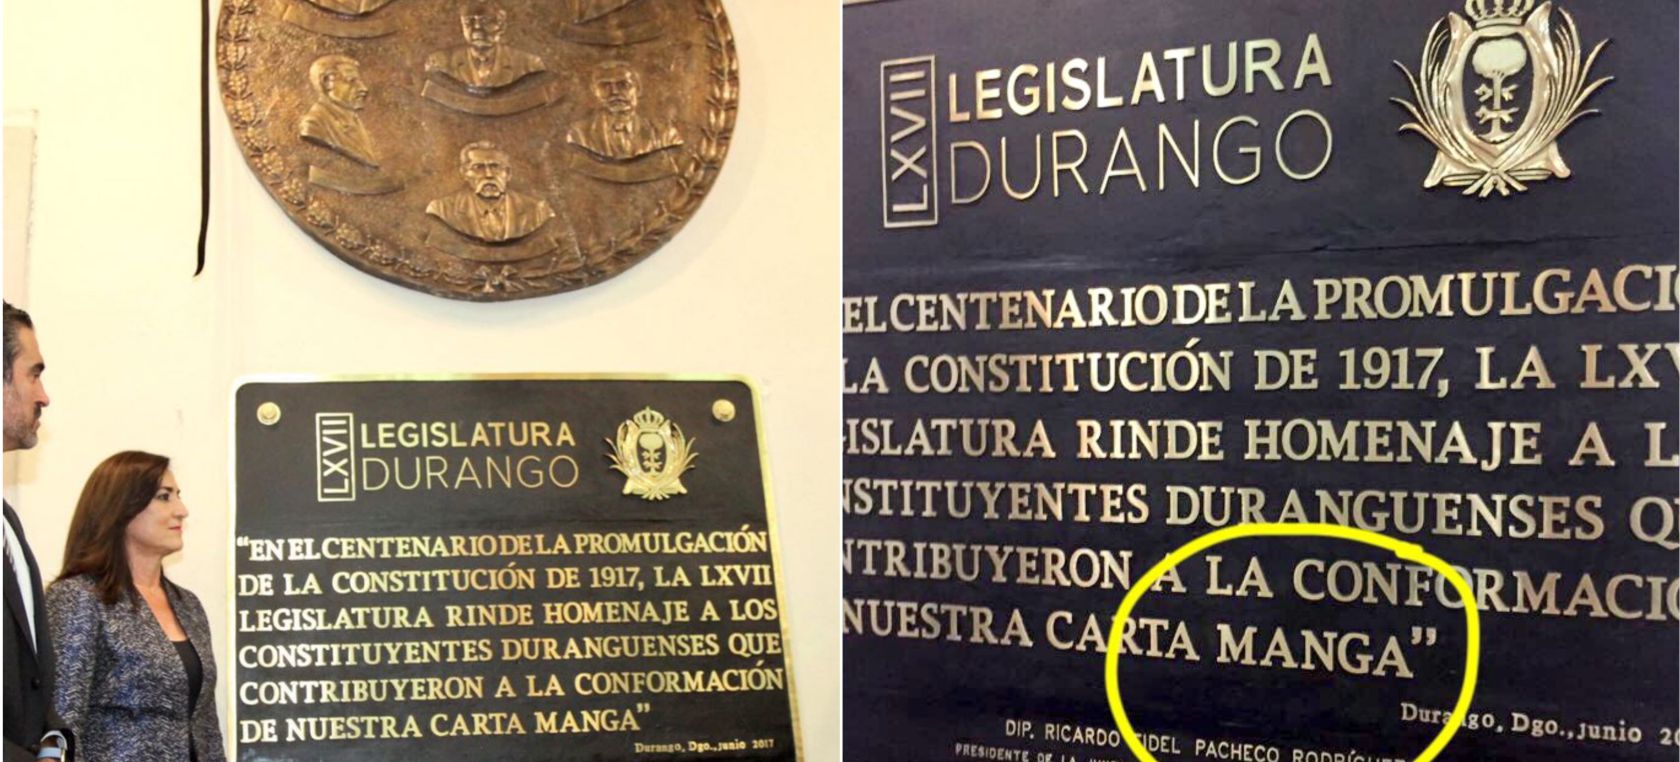 LXVII
LEGISLATURA
DURANGO
“EN EL CENTENARIO DE LA PROMULGACIÓN
DE LA CONSTITUCIÓN DE 1917, LA LXVII
LEGISLATURA RINDE HOMENAJE A LOS
CONSTITUYENTES DURANGUENSES QUE
CONTRIBUYERON A LA CONFORMACIÓN
DE NUESTRA CARTA MANGA”
Durango, Dgo., junio 2017
LXVII
LEGISLATURA
DURANGO
EL CENTENARIO DE LA PROMULGACI
LA CONSTITUCIÓN DE 1917, LA LXV
GISLATURA RINDE HOMENAJE A L
NSTITUYENTES DURANGUENSES Q
NTRIBUYERON A LA CONFORMACIÓ
NUESTRA CARTA MANGA”
Durango, Dgo., junio 20
DIP. RICARDO FIDEL PACHECO RODRÍGUEZ
PRESIDENTE DE LA